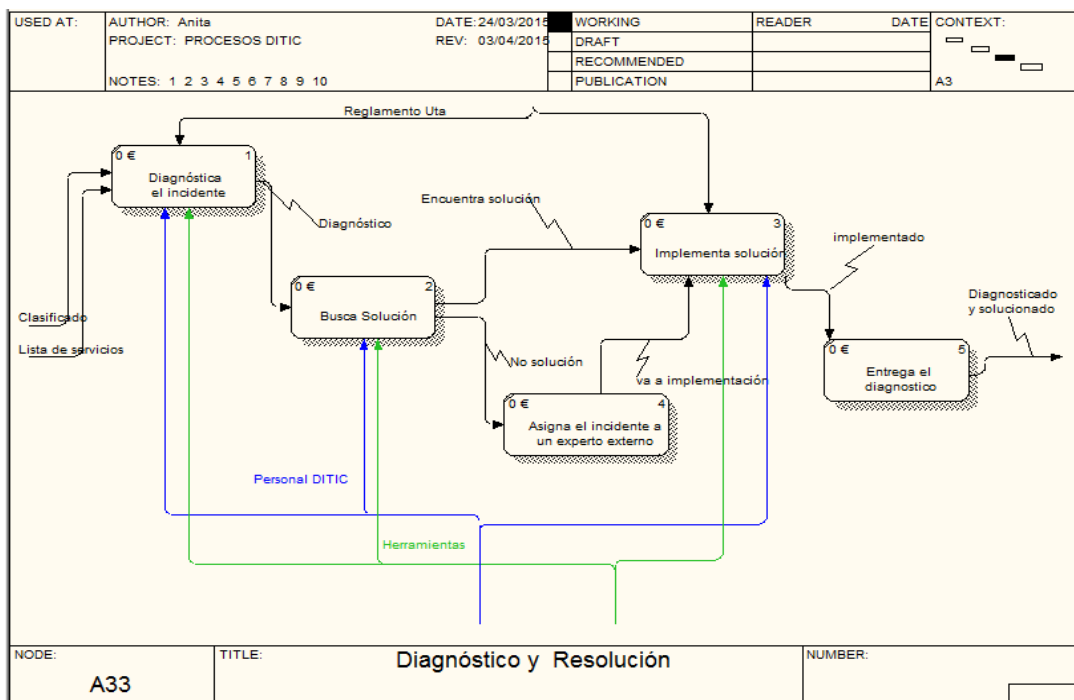 USED AT:
AUTHOR: Anita
DATE: 24/03/2015
WORKING
READER
DATE
CONTEXT:
PROJECT: PROCESOS DITIC
REV: 03/04/2015
DRAFT
RECOMMENDED
NOTES: 1 2 3 4 5 6 7 8 9 10
PUBLICATION
A3
Reglamento Uta
0 €
1
Diagnóstica
el incidente
Diagnóstico
Encuentra solución
0 €
3
Implementa solución
implementado
0 €
2
Busca Solución
Clasificado
Lista de servicios
No solución
va a implementación
Diagnosticado
y solucionado
0 €
5
Entrega el
diagnostico
0 €
4
Asigna el incidente a
un experto externo
Personal DITIC
Herramientas
NODE:
TITLE:
Diagnóstico y Resolución
NUMBER:
A33